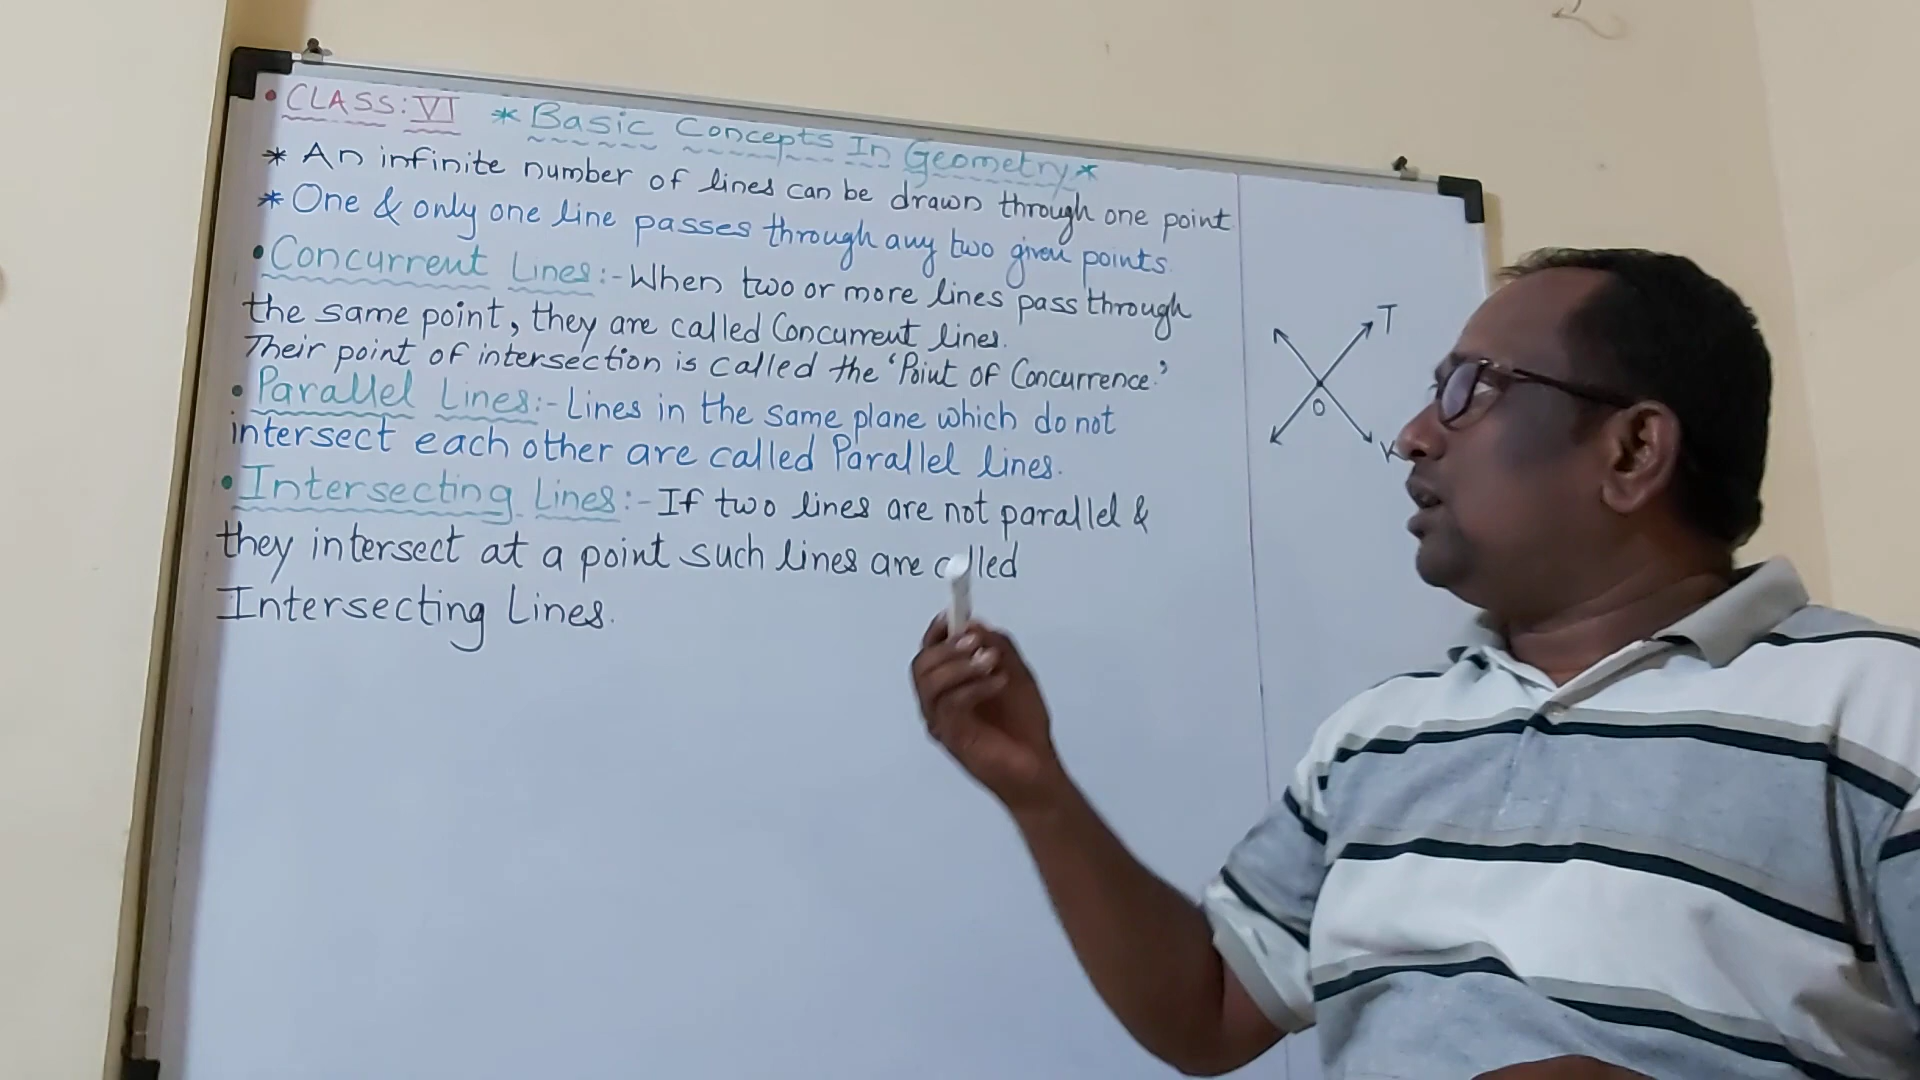 • CLASS: VI * Basic Concepts In Geometry *
* An infinite number of lines can be drawn through one point
* One & only one line passes through any two given points.
• Concurrent Lines:- When two or more lines pass through
the same point, they are called Concurrent lines.
Their point of intersection is called the 'Point of Concurrence.'
• Parallel Lines:- Lines in the same plane which do not
intersect each other are called Parallel lines.
• Intersecting Lines:- If two lines are not parallel &
they intersect at a point such lines are called
Intersecting Lines.
T
O
K